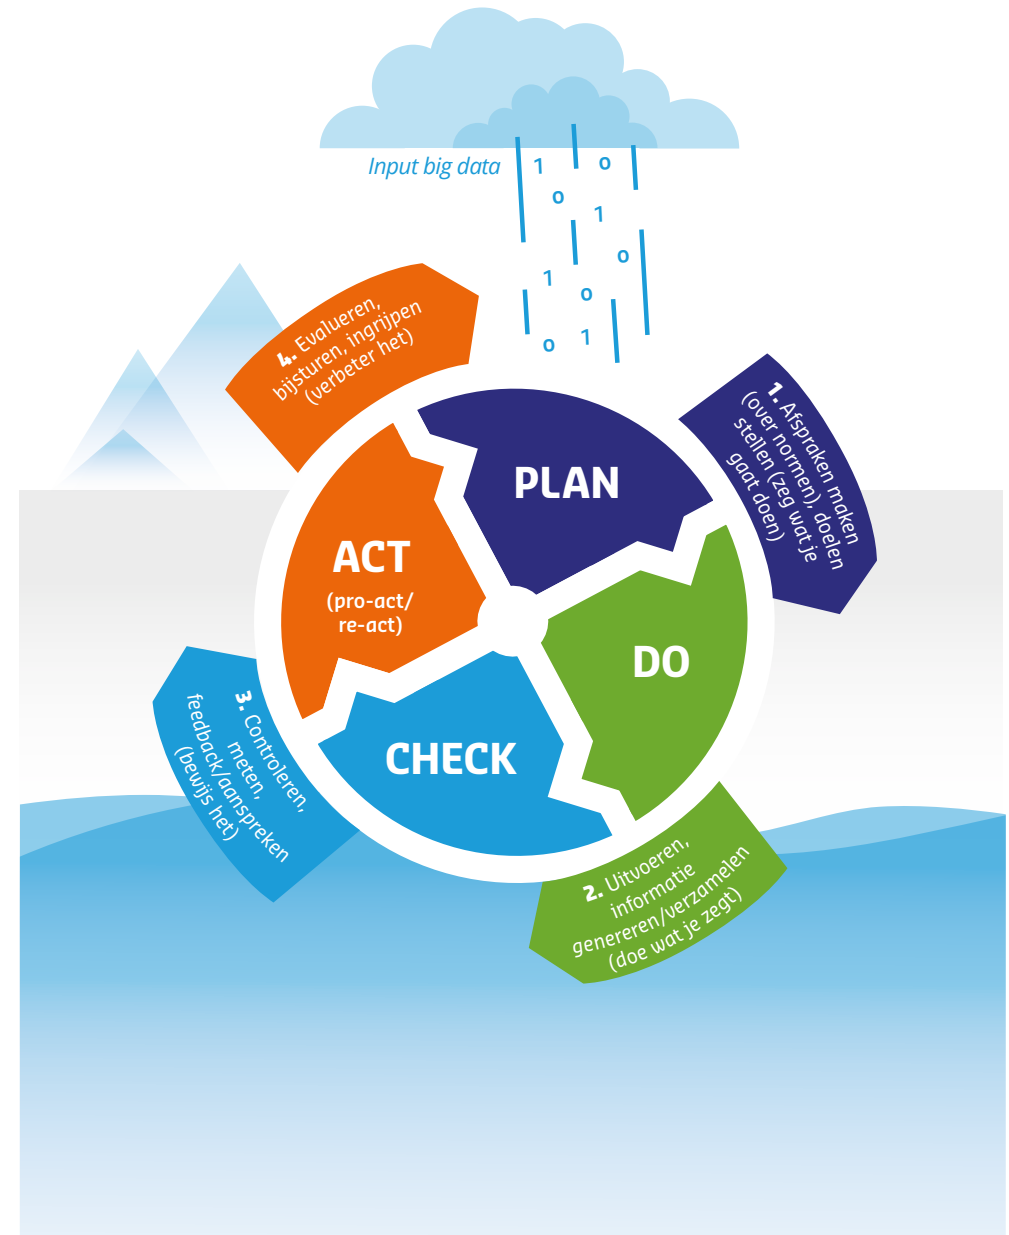 Input big data
1
0
0
1
0
1
0
1
0
4. Evalueren,
bijsturen, ingrijpen
(verbeter het)
1. Afspraken maken
(over normen), doelen
stellen (zeg wat je
gaat doen)
PLAN
ACT
(pro-act/
re-act)
DO
CHECK
3. Controleren,
meten,
feedback/aanspreken
(bewijs het)
2. Uitvoeren,
informatie
genereren/verzamelen
(doe wat je zegt)